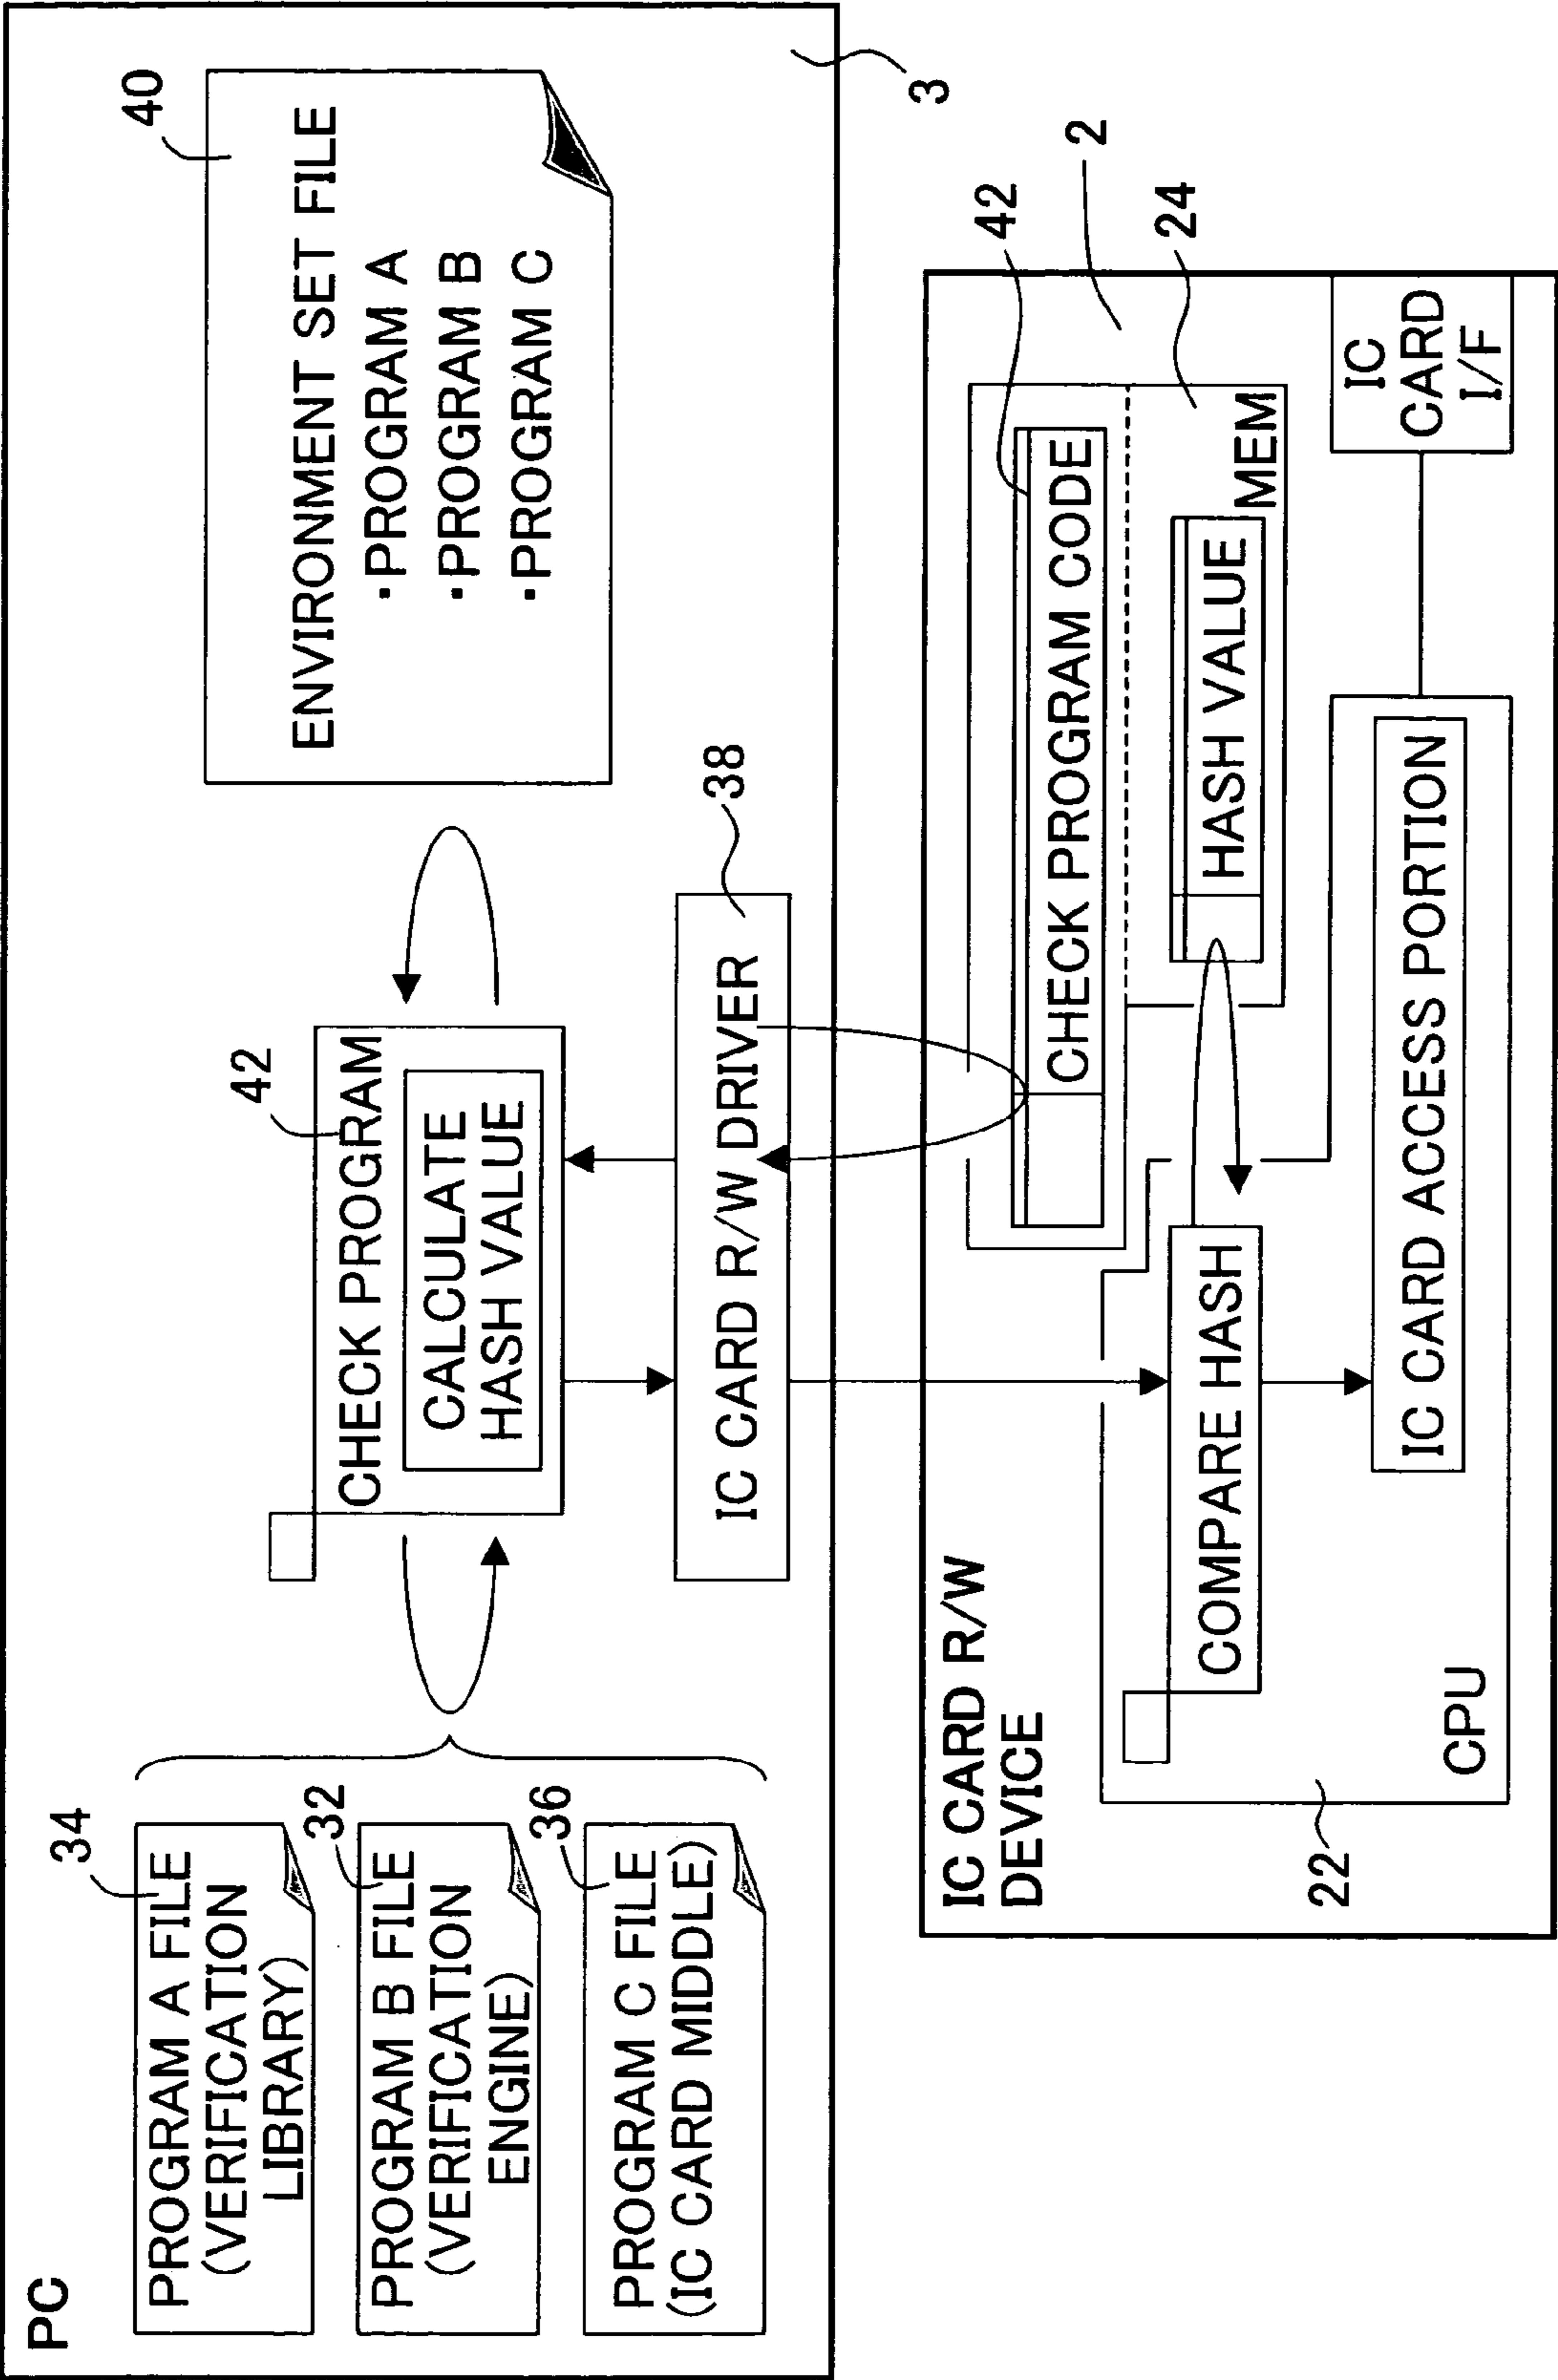 PC
34
PROGRAM A FILE
(VERIFICATION
LIBRARY)
32
PROGRAM B FILE
(VERIFICATION
ENGINE)
36
PROGRAM C FILE
(IC CARD MIDDLE)
42
CHECK PROGRAM
CALCULATE
HASH VALUE
38
IC CARD R/W DRIVER
40
ENVIRONMENT SET FILE
·PROGRAM A
·PROGRAM B
·PROGRAM C
3
IC CARD R/W
DEVICE
2
42
CHECK PROGRAM CODE
24
HASH VALUE
MEM
COMPARE HASH
IC CARD ACCESS PORTION
CPU
22
IC
CARD
I/F